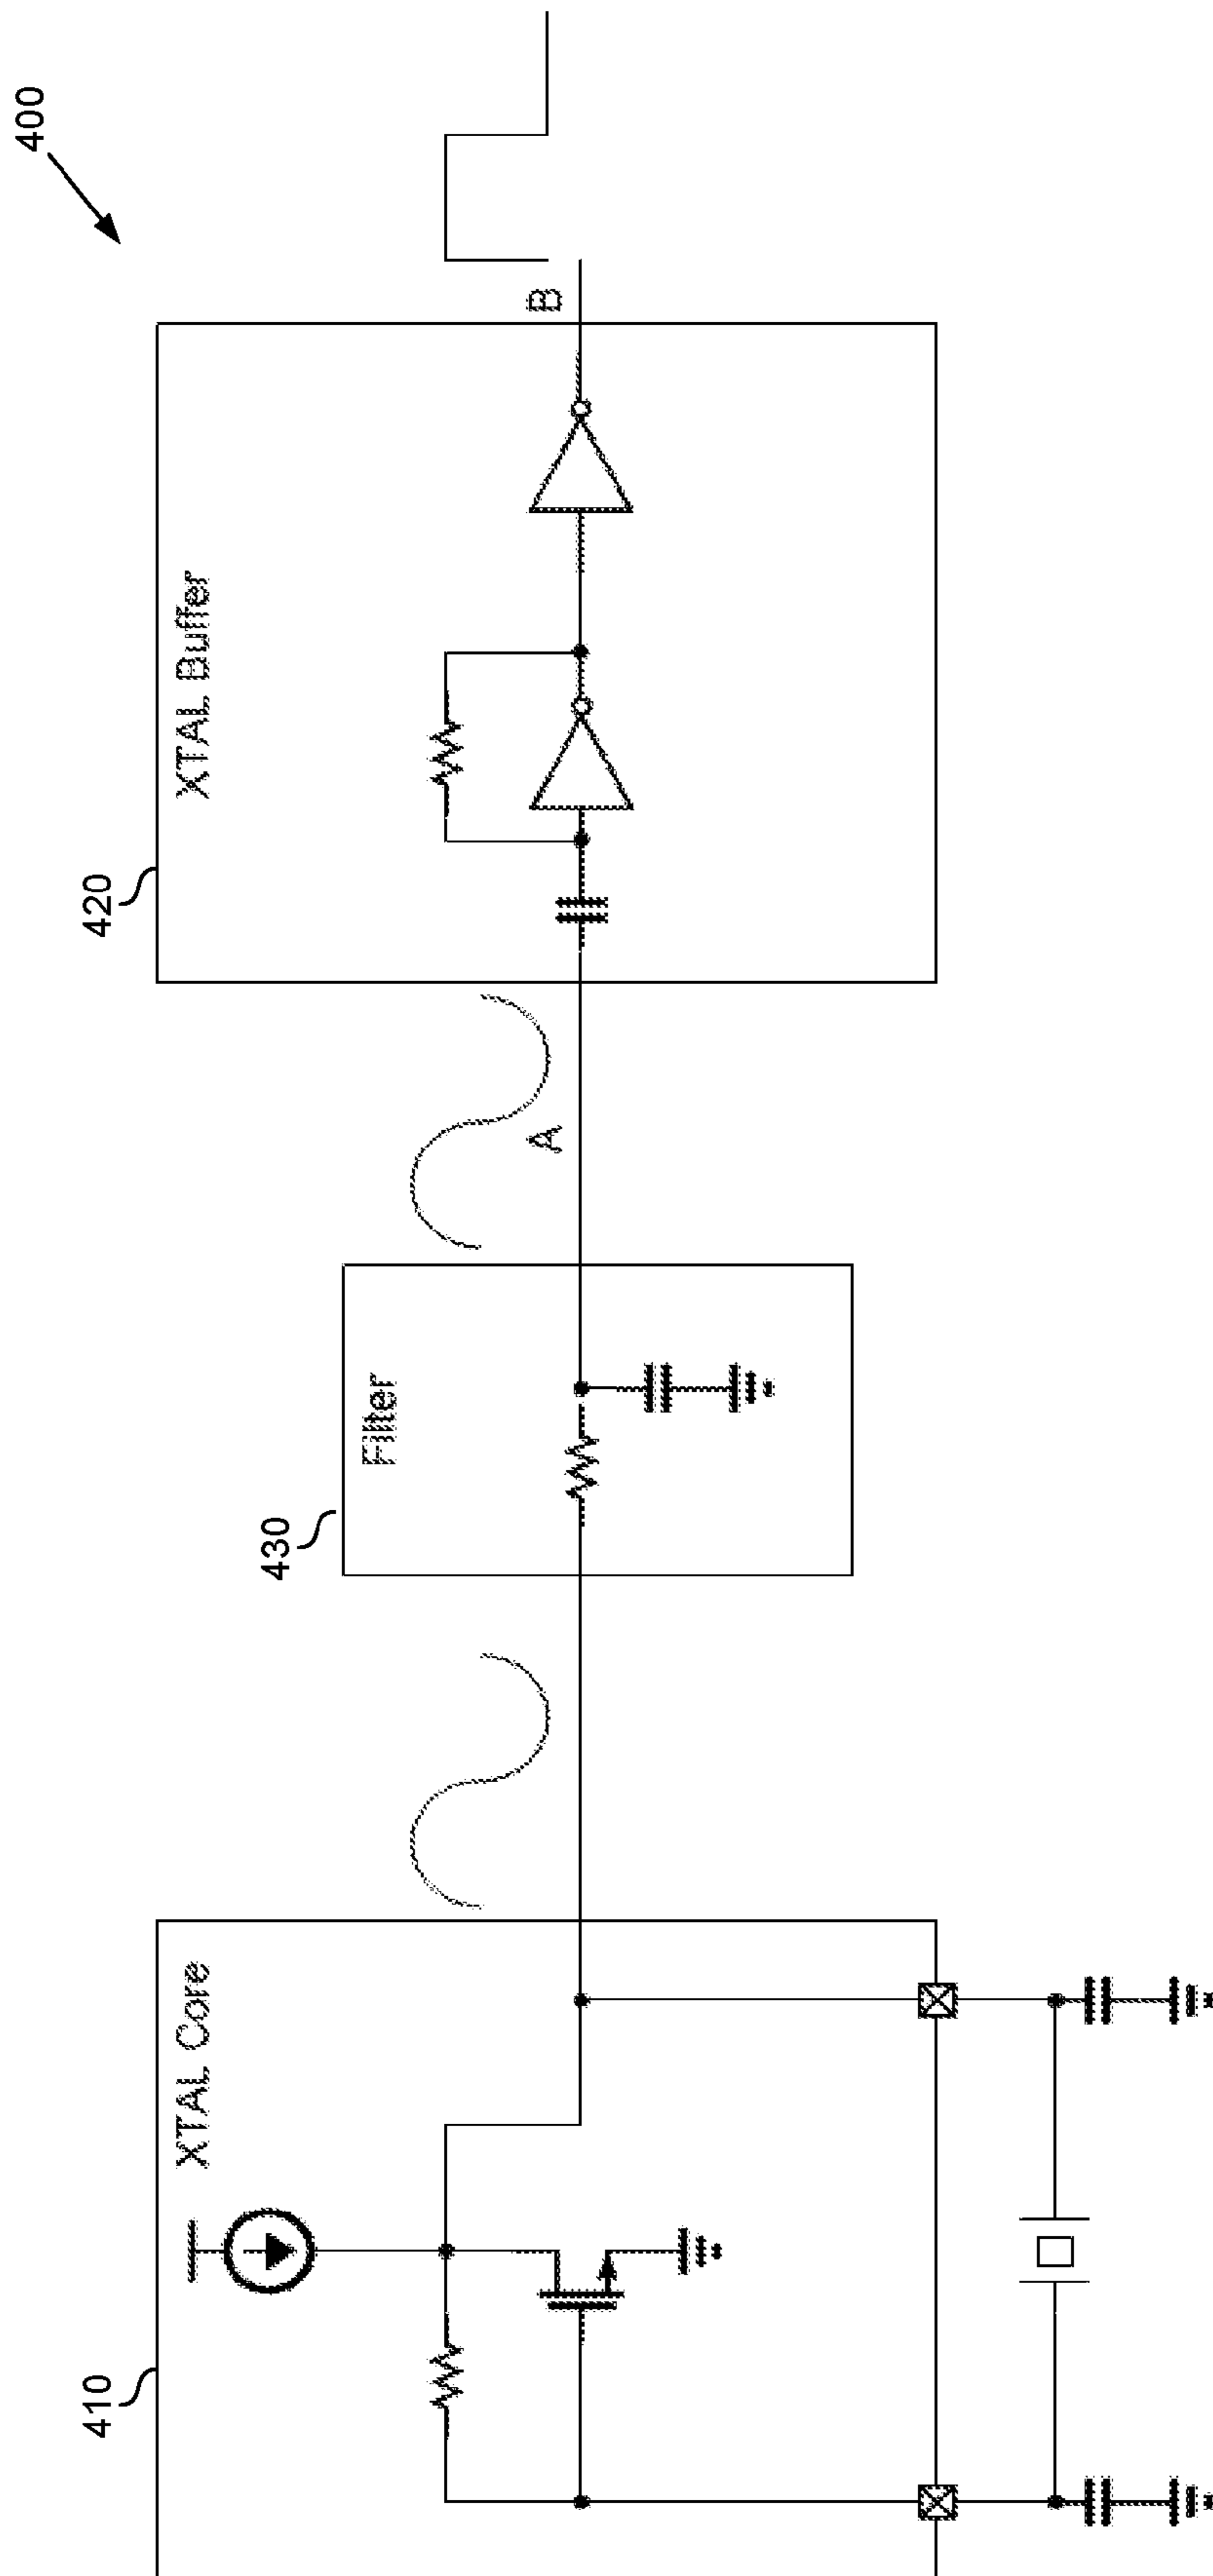 400
410
XTAL Core
430
Filter
A
420
XTAL Buffer
B